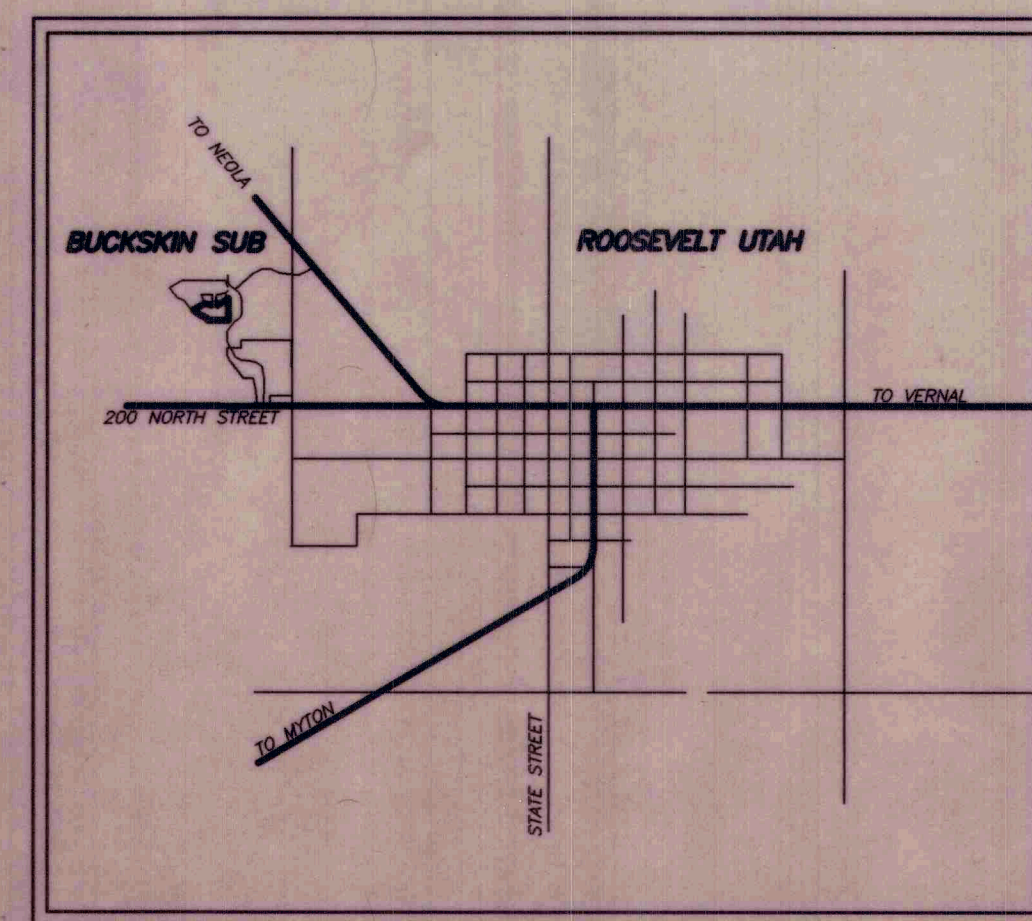 TO NEOLA
BUCKSKIN SUB
ROOSEVELT UTAH
TO VERNAL
200 NORTH STREET
TO MYTON
STATE STREET